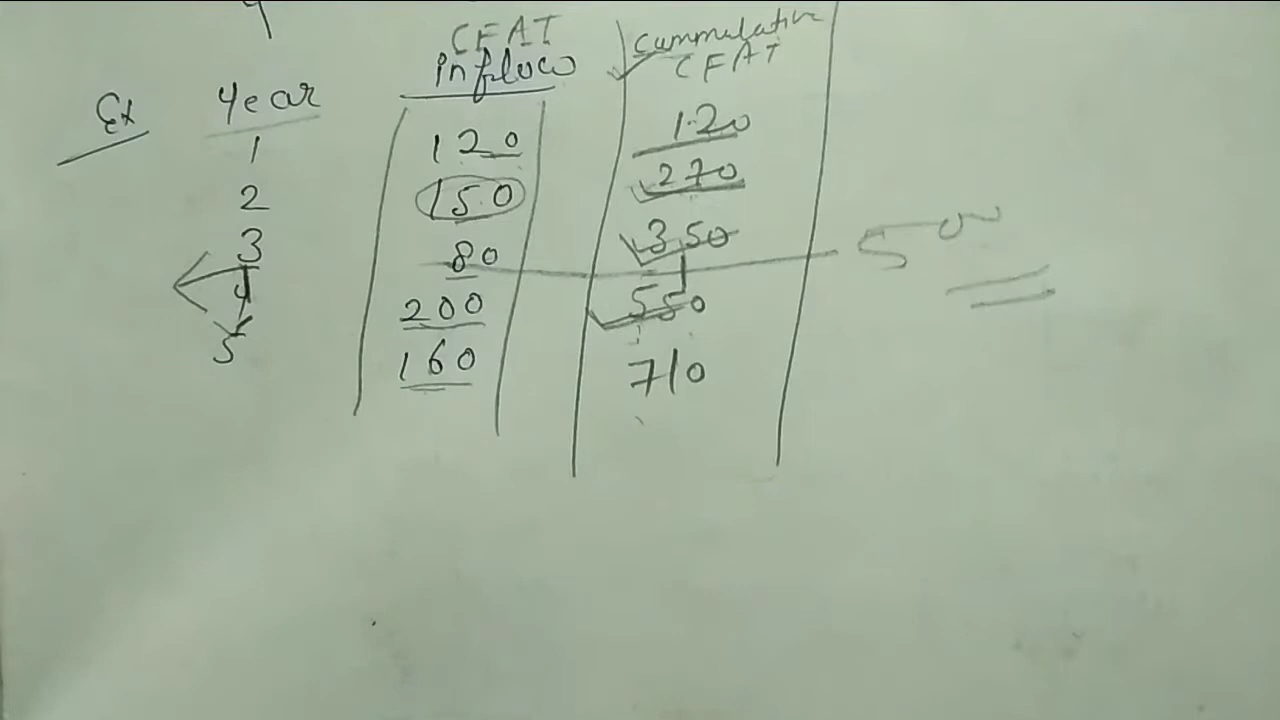 CFAT Cummulative
inflow CFAT
Ex Year
1 120 120
2 150 270
3 80 350 500
4 200 550
5 160 710